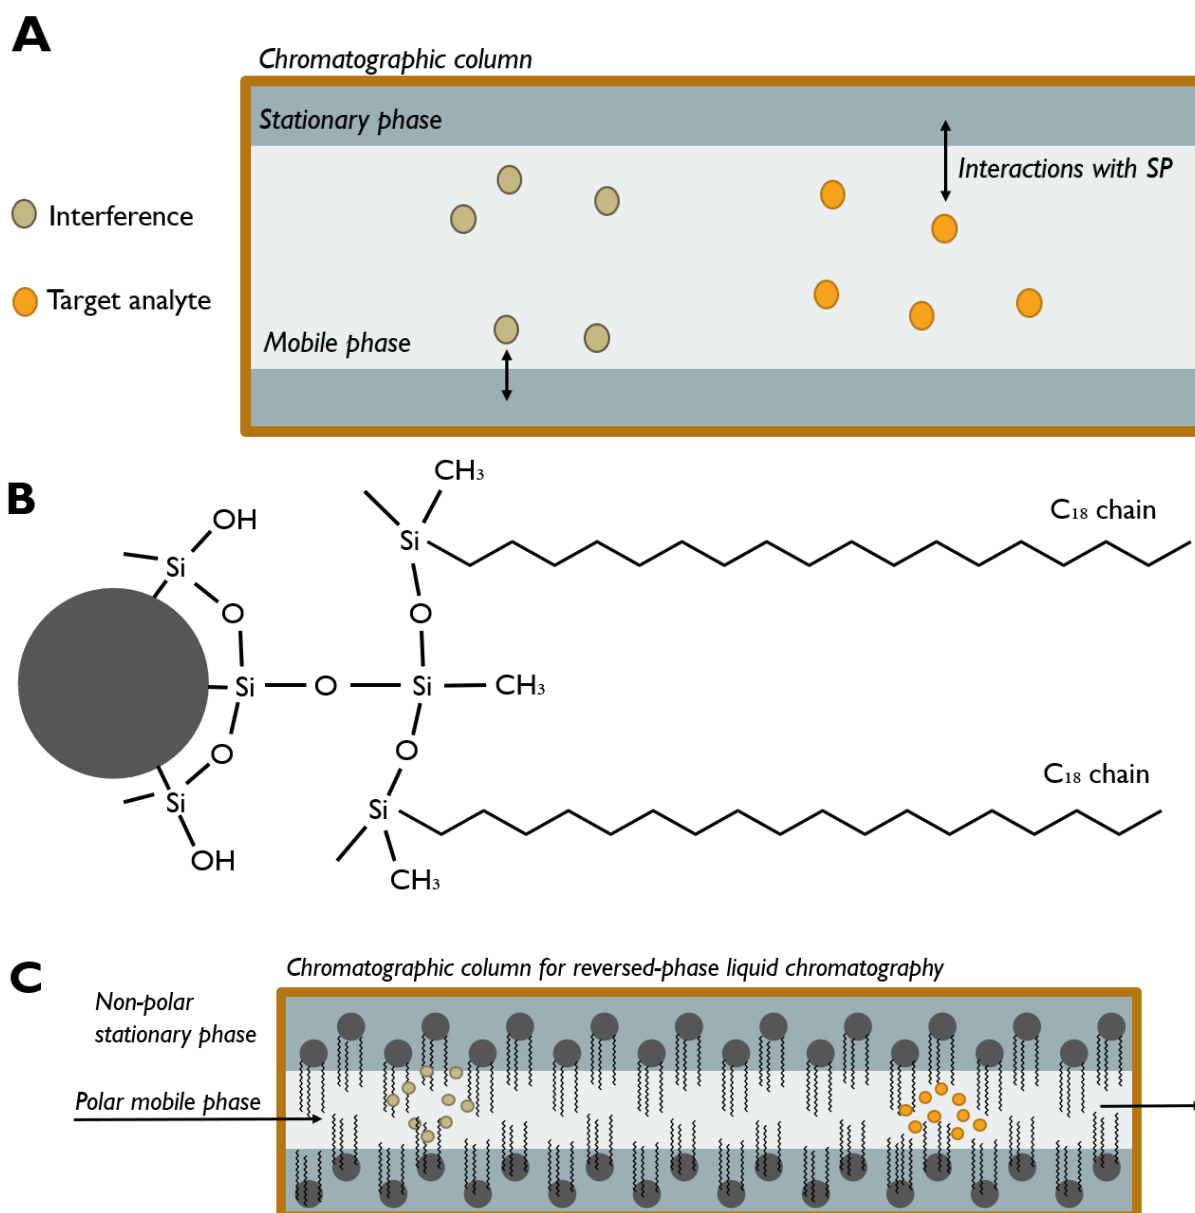 A
Chromatographic column
Stationary phase
Interactions with SP
Interference
Target analyte
Mobile phase
B
CH₃
C₁₈ chain
OH
Si
Si
O
O
Si
O
Si
CH₃
O
O
C₁₈ chain
Si
Si
OH
CH₃
C
Chromatographic column for reversed-phase liquid chromatography
Non-polar
stationary phase
Polar mobile phase